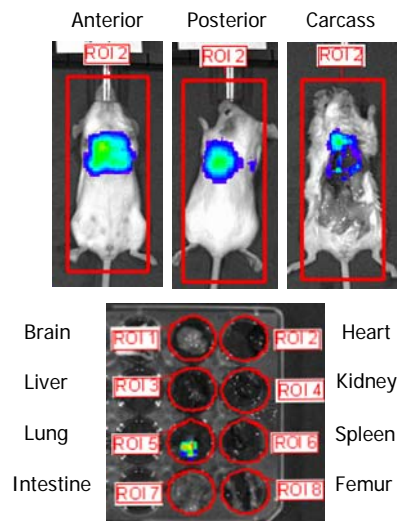 Anterior Posterior Carcass
ROI 2 ROI 2 ROI 2
Brain ROI 1 ROI 2 Heart
Liver ROI 3 ROI 4 Kidney
Lung ROI 5 ROI 6 Spleen
Intestine ROI 7 ROI 8 Femur